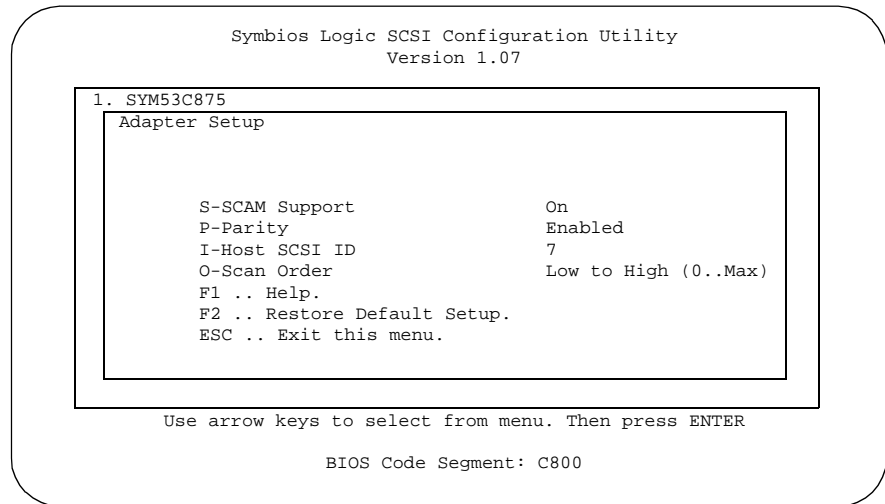 Symbios Logic SCSI Configuration Utility
Version 1.07
1. SYM53C875
Adapter Setup
S-SCAM Support On
P-Parity Enabled
I-Host SCSI ID 7
O-Scan Order Low to High (0..Max)
F1 .. Help.
F2 .. Restore Default Setup.
ESC .. Exit this menu.
Use arrow keys to select from menu. Then press ENTER
BIOS Code Segment: C800